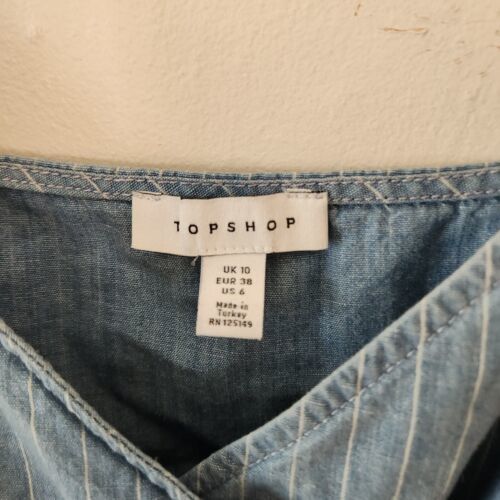 TOPSHOP
UK 10
EUR 38
US 6
Made in
Turkey
RN 125149